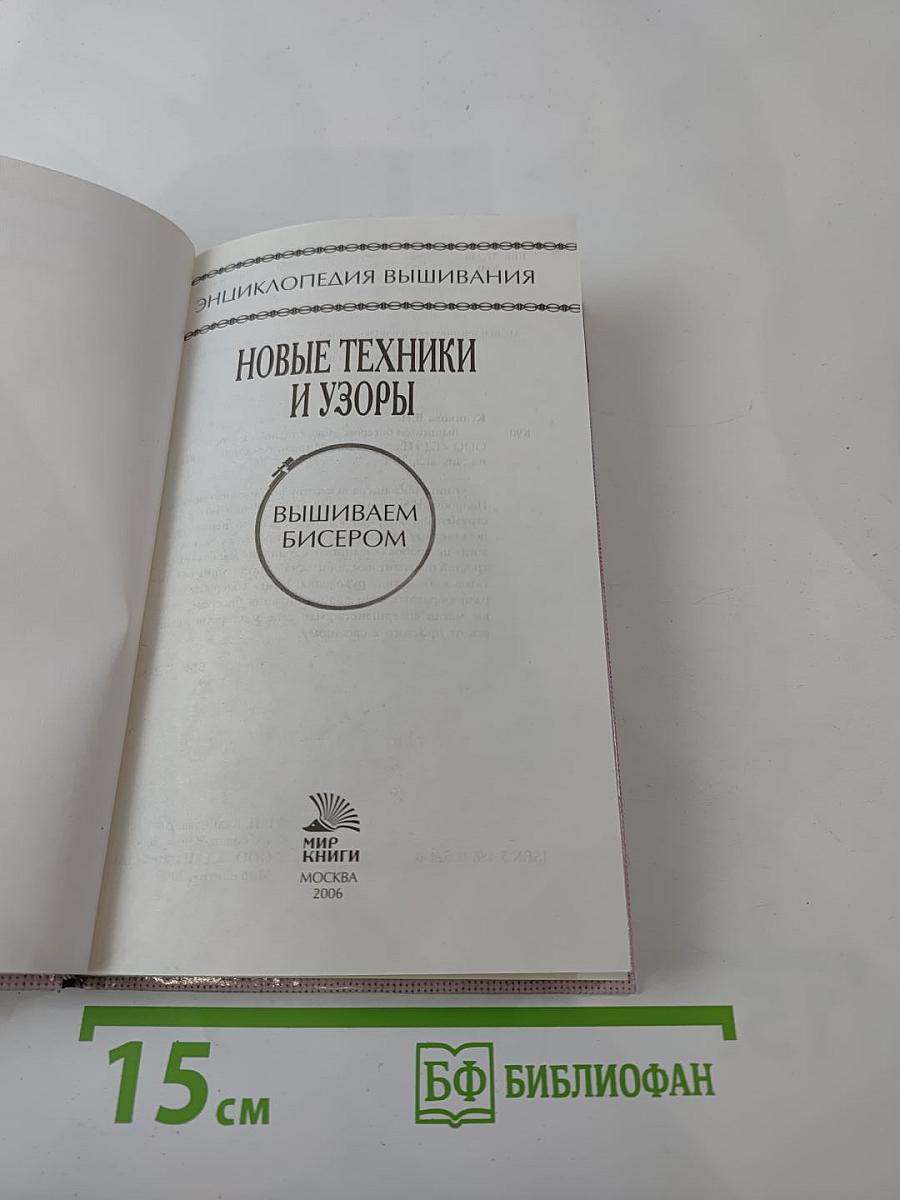 ЭНЦИКЛОПЕДИЯ ВЫШИВАНИЯ
НОВЫЕ ТЕХНИКИ
И УЗОРЫ
ВЫШИВАЕМ
БИСЕРОМ
МИР
КНИГИ
МОСКВА
2006
15 см
БФ БИБЛИОФАН